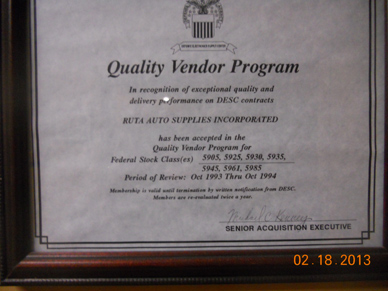 Quality Vendor Program
In recognition of exceptional quality and
delivery performance on DESC contracts
RUTA AUTO SUPPLIES INCORPORATED
has been accepted in the
Quality Vendor Program for
Federal Stock Class(es) 5905, 5925, 5930, 5935,
5945, 5961, 5985
Period of Review: Oct 1993 Thru Oct 1994
Membership is valid until termination by written notification from DESC.
Members are re-evaluated twice a year.
SENIOR ACQUISITION EXECUTIVE
02.18.2013